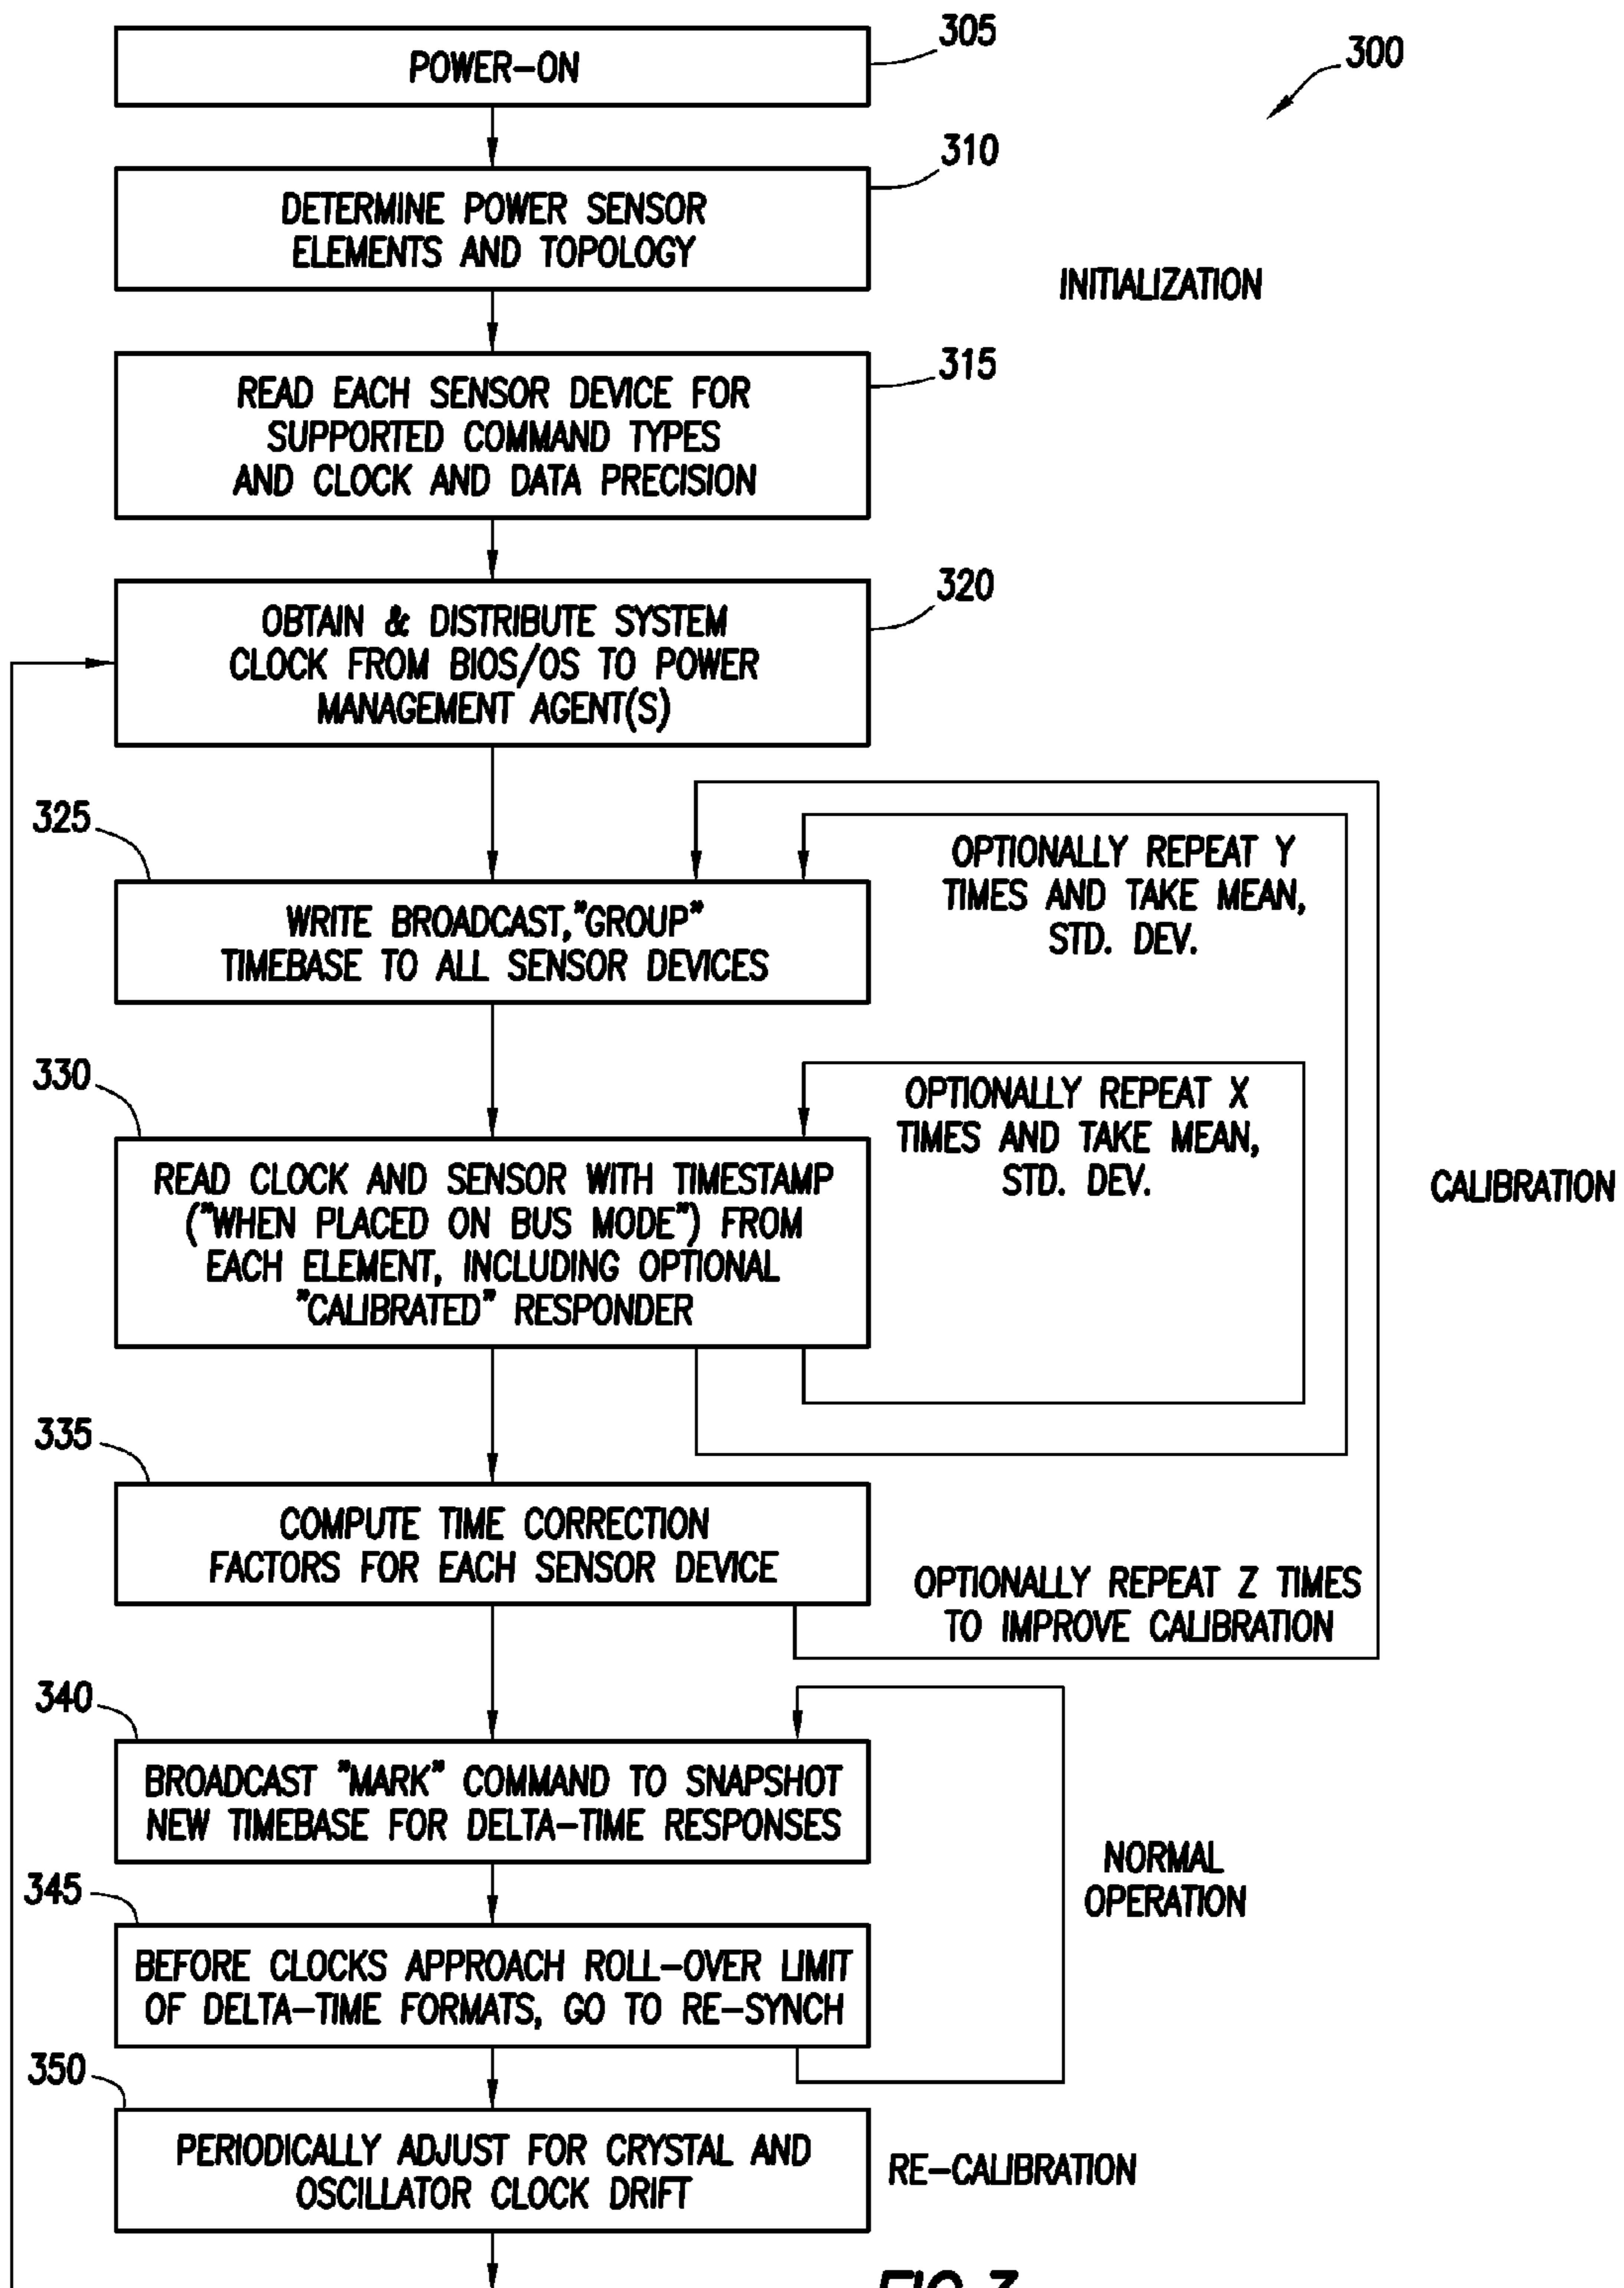 305
POWER-ON
300
310
DETERMINE POWER SENSOR
ELEMENTS AND TOPOLOGY
INITIALIZATION
315
READ EACH SENSOR DEVICE FOR
SUPPORTED COMMAND TYPES
AND CLOCK AND DATA PRECISION
320
OBTAIN & DISTRIBUTE SYSTEM
CLOCK FROM BIOS/OS TO POWER
MANAGEMENT AGENT(S)
325
WRITE BROADCAST,"GROUP"
TIMEBASE TO ALL SENSOR DEVICES
OPTIONALLY REPEAT Y
TIMES AND TAKE MEAN,
STD. DEV.
330
READ CLOCK AND SENSOR WITH TIMESTAMP
("WHEN PLACED ON BUS MODE") FROM
EACH ELEMENT, INCLUDING OPTIONAL
"CALIBRATED" RESPONDER
OPTIONALLY REPEAT X
TIMES AND TAKE MEAN,
STD. DEV.
CALIBRATION
335
COMPUTE TIME CORRECTION
FACTORS FOR EACH SENSOR DEVICE
OPTIONALLY REPEAT Z TIMES
TO IMPROVE CALIBRATION
340
BROADCAST "MARK" COMMAND TO SNAPSHOT
NEW TIMEBASE FOR DELTA-TIME RESPONSES
NORMAL
OPERATION
345
BEFORE CLOCKS APPROACH ROLL-OVER LIMIT
OF DELTA-TIME FORMATS, GO TO RE-SYNCH
350
PERIODICALLY ADJUST FOR CRYSTAL AND
OSCILLATOR CLOCK DRIFT
RE-CALIBRATION